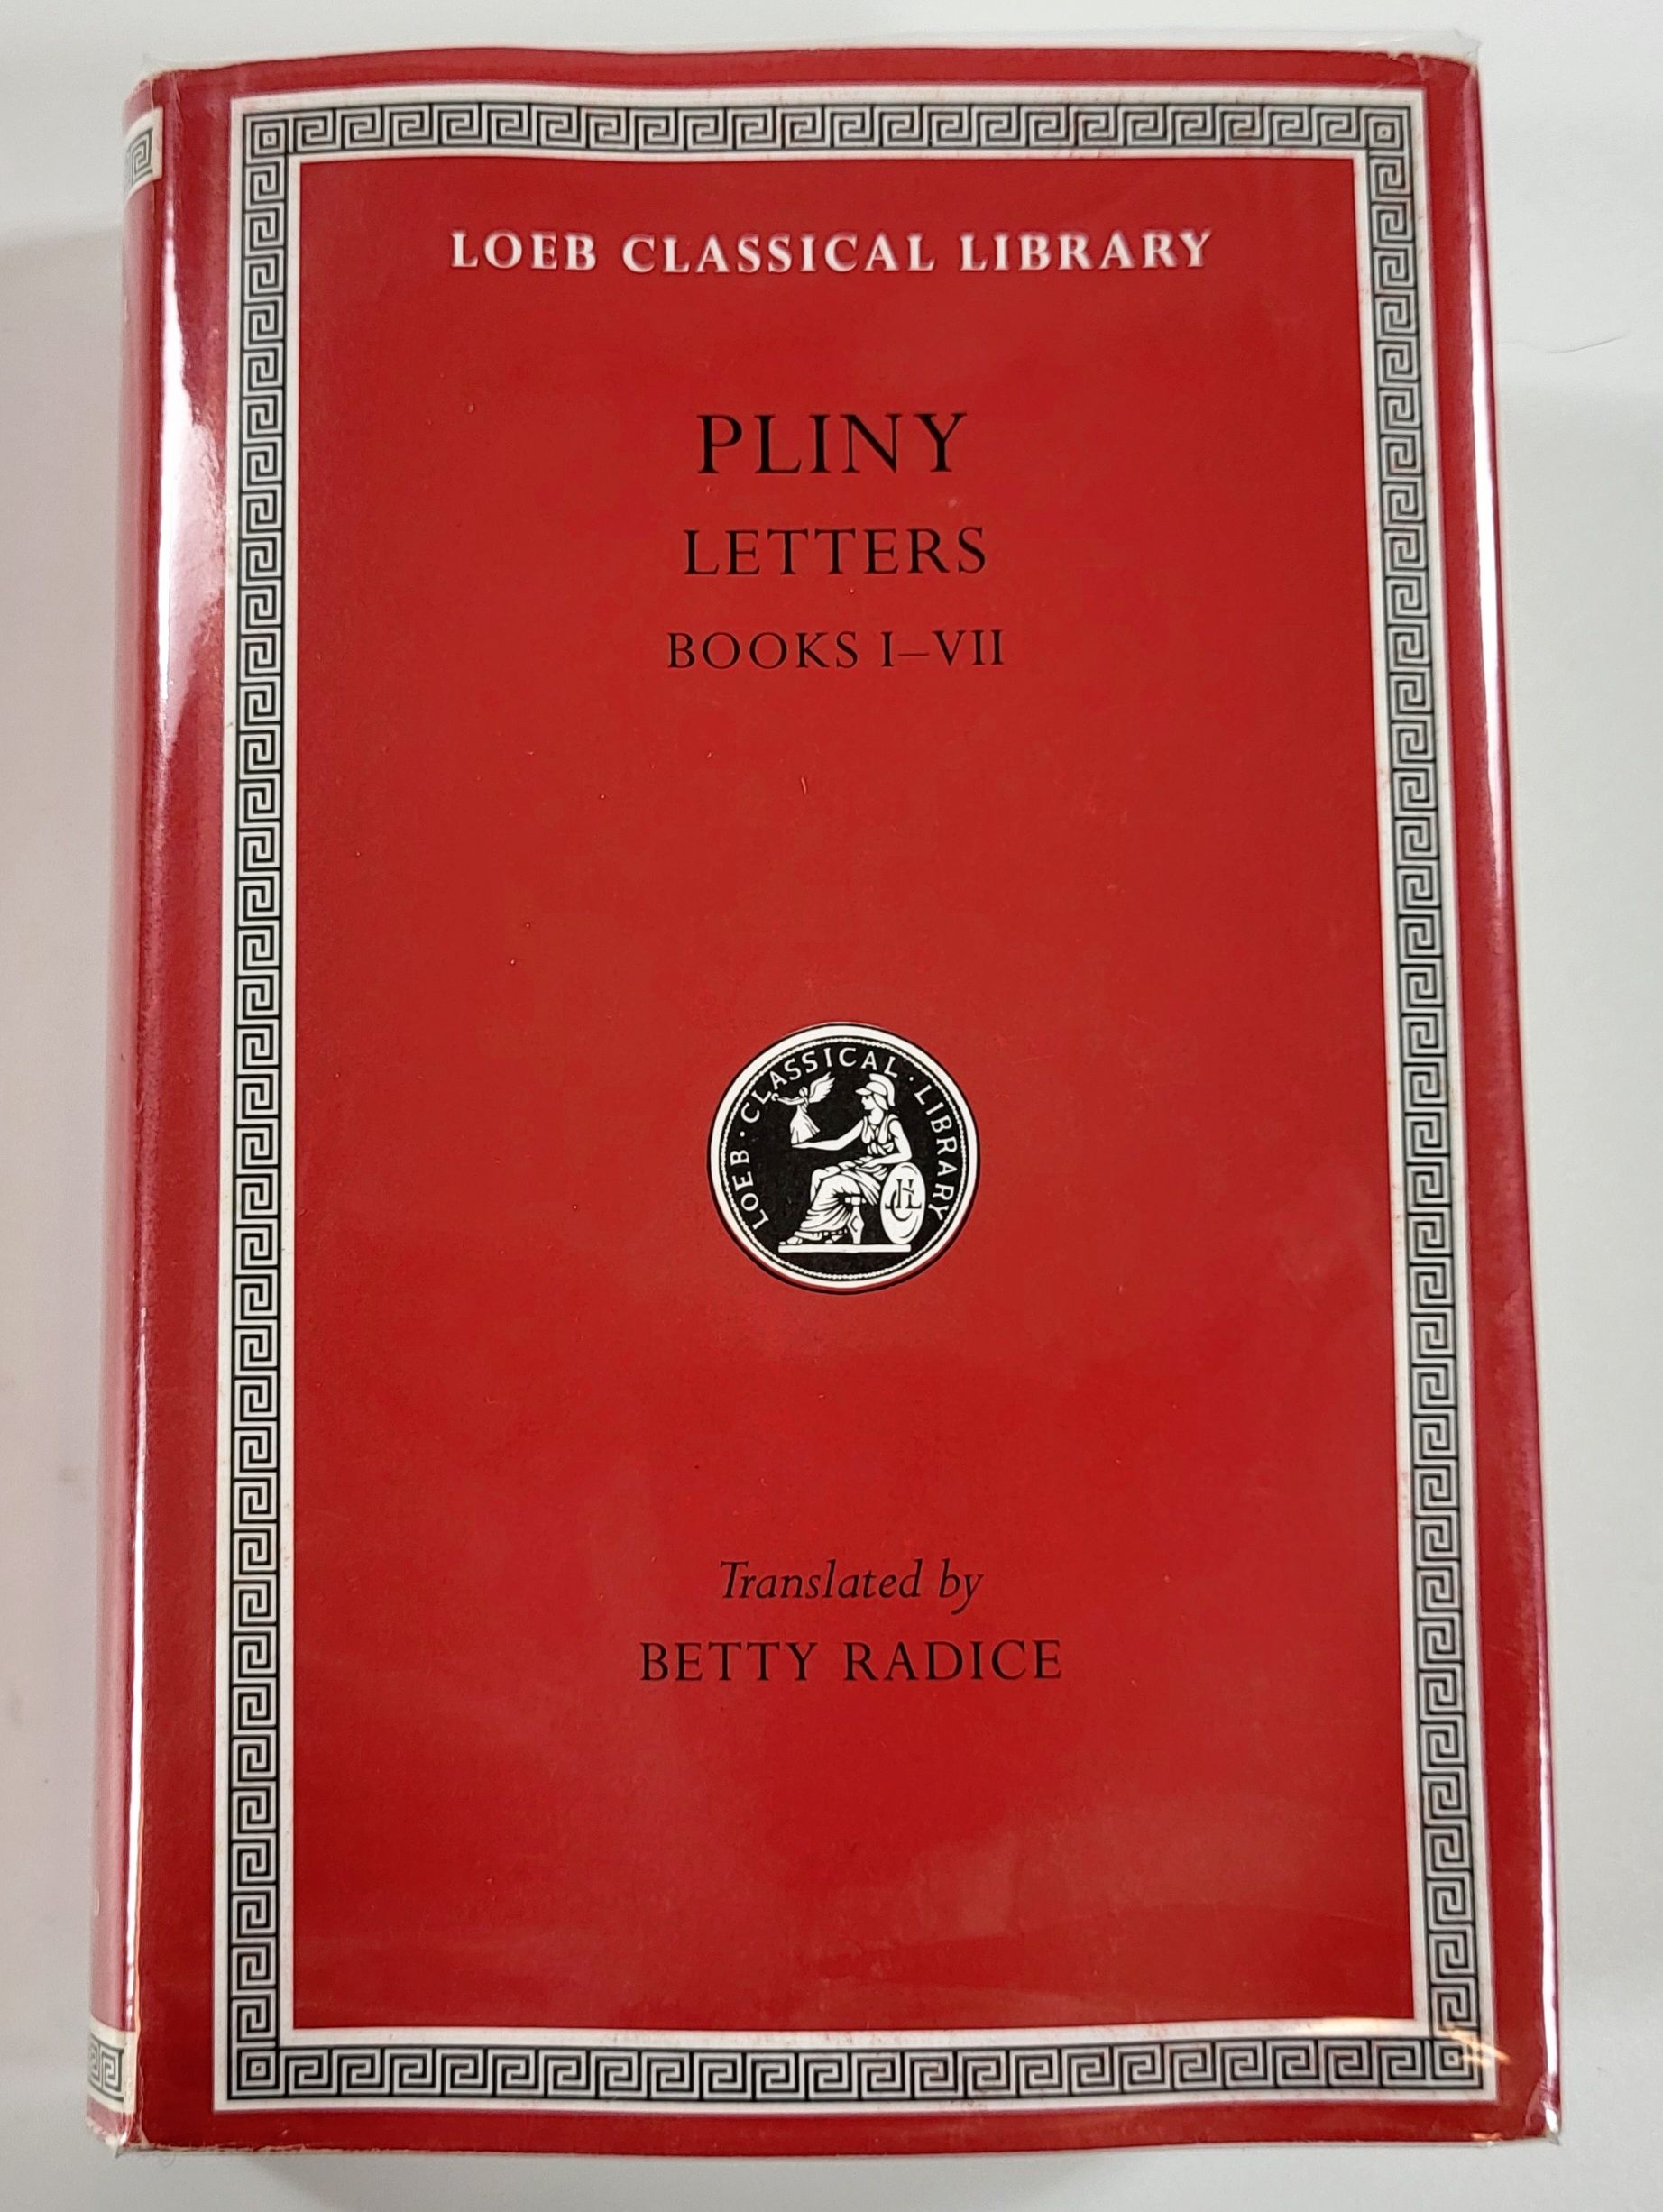 LOEB CLASSICAL LIBRARY
PLINY
LETTERS
BOOKS I–VII
LOEB · CLASSICAL · LIBRARY
Translated by
BETTY RADICE